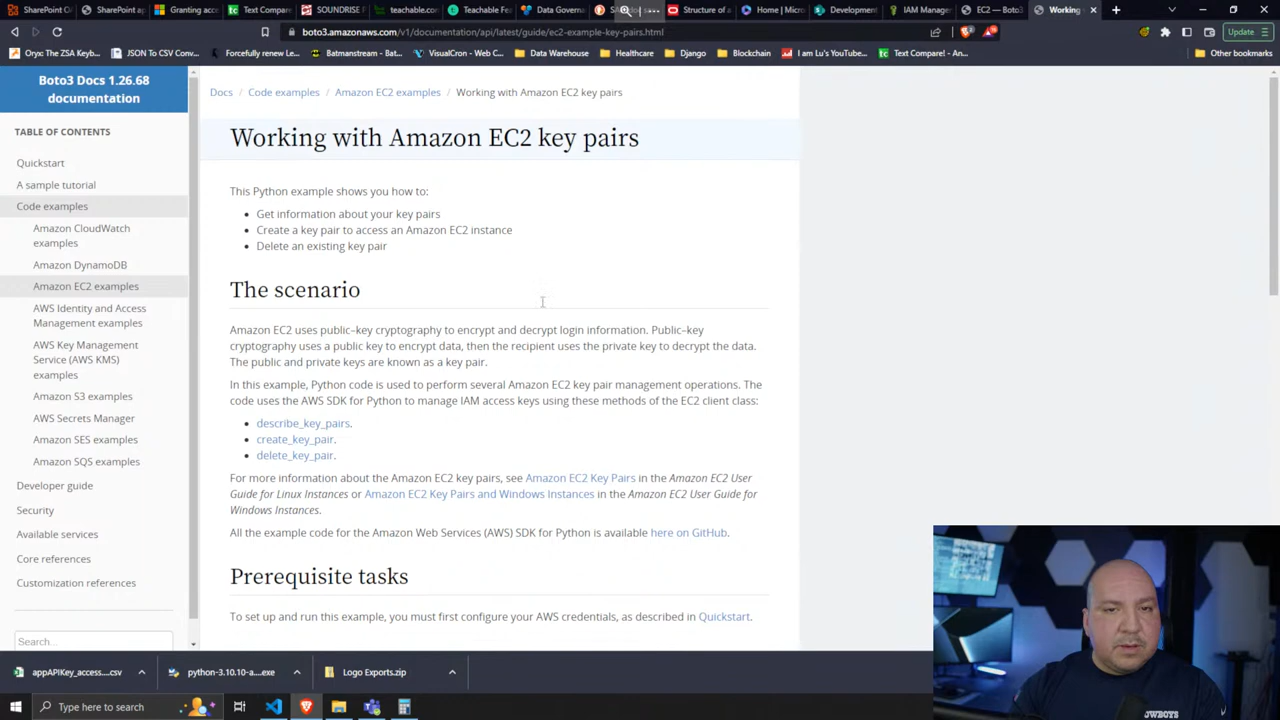 SharePoint O
SharePoint ap
Granting acce
Text Compare
SOUNDRISE
teachable.co
Teachable Fe
Data Governa
Structure of a
Home | Micro
Development
IAM Manager
EC2 — Boto3
Working
boto3.amazonaws.com/v1/documentation/api/latest/guide/ec2-example-key-pairs.html
Update
Oryx: The ZSA Keybo...
JSON To CSV Conv...
Forcefully renew Le...
Batmanstream - Bat...
VisualCron - Web C...
Data Warehouse
Healthcare
Django
Blockchain
I am Lu's YouTube...
Text Compare! - An...
Other bookmarks
Boto3 Docs 1.26.68
documentation
TABLE OF CONTENTS
Quickstart
A sample tutorial
Code examples
Amazon CloudWatch
examples
Amazon DynamoDB
Amazon EC2 examples
AWS Identity and Access
Management examples
AWS Key Management
Service (AWS KMS)
examples
Amazon S3 examples
AWS Secrets Manager
Amazon SES examples
Amazon SQS examples
Developer guide
Security
Available services
Core references
Customization references
Search...
Docs / Code examples / Amazon EC2 examples / Working with Amazon EC2 key pairs
Working with Amazon EC2 key pairs
This Python example shows you how to:
• Get information about your key pairs
• Create a key pair to access an Amazon EC2 instance
• Delete an existing key pair
The scenario
Amazon EC2 uses public–key cryptography to encrypt and decrypt login information. Public–key
cryptography uses a public key to encrypt data, then the recipient uses the private key to decrypt the data.
The public and private keys are known as a key pair.
In this example, Python code is used to perform several Amazon EC2 key pair management operations. The
code uses the AWS SDK for Python to manage IAM access keys using these methods of the EC2 client class:
• describe_key_pairs.
• create_key_pair.
• delete_key_pair.
For more information about the Amazon EC2 key pairs, see Amazon EC2 Key Pairs in the Amazon EC2 User
Guide for Linux Instances or Amazon EC2 Key Pairs and Windows Instances in the Amazon EC2 User Guide for
Windows Instances.
All the example code for the Amazon Web Services (AWS) SDK for Python is available here on GitHub.
Prerequisite tasks
To set up and run this example, you must first configure your AWS credentials, as described in Quickstart.
appAPIKey_access....csv
python-3.10.10-a....exe
Logo Exports.zip
Type here to search
COWBOYS